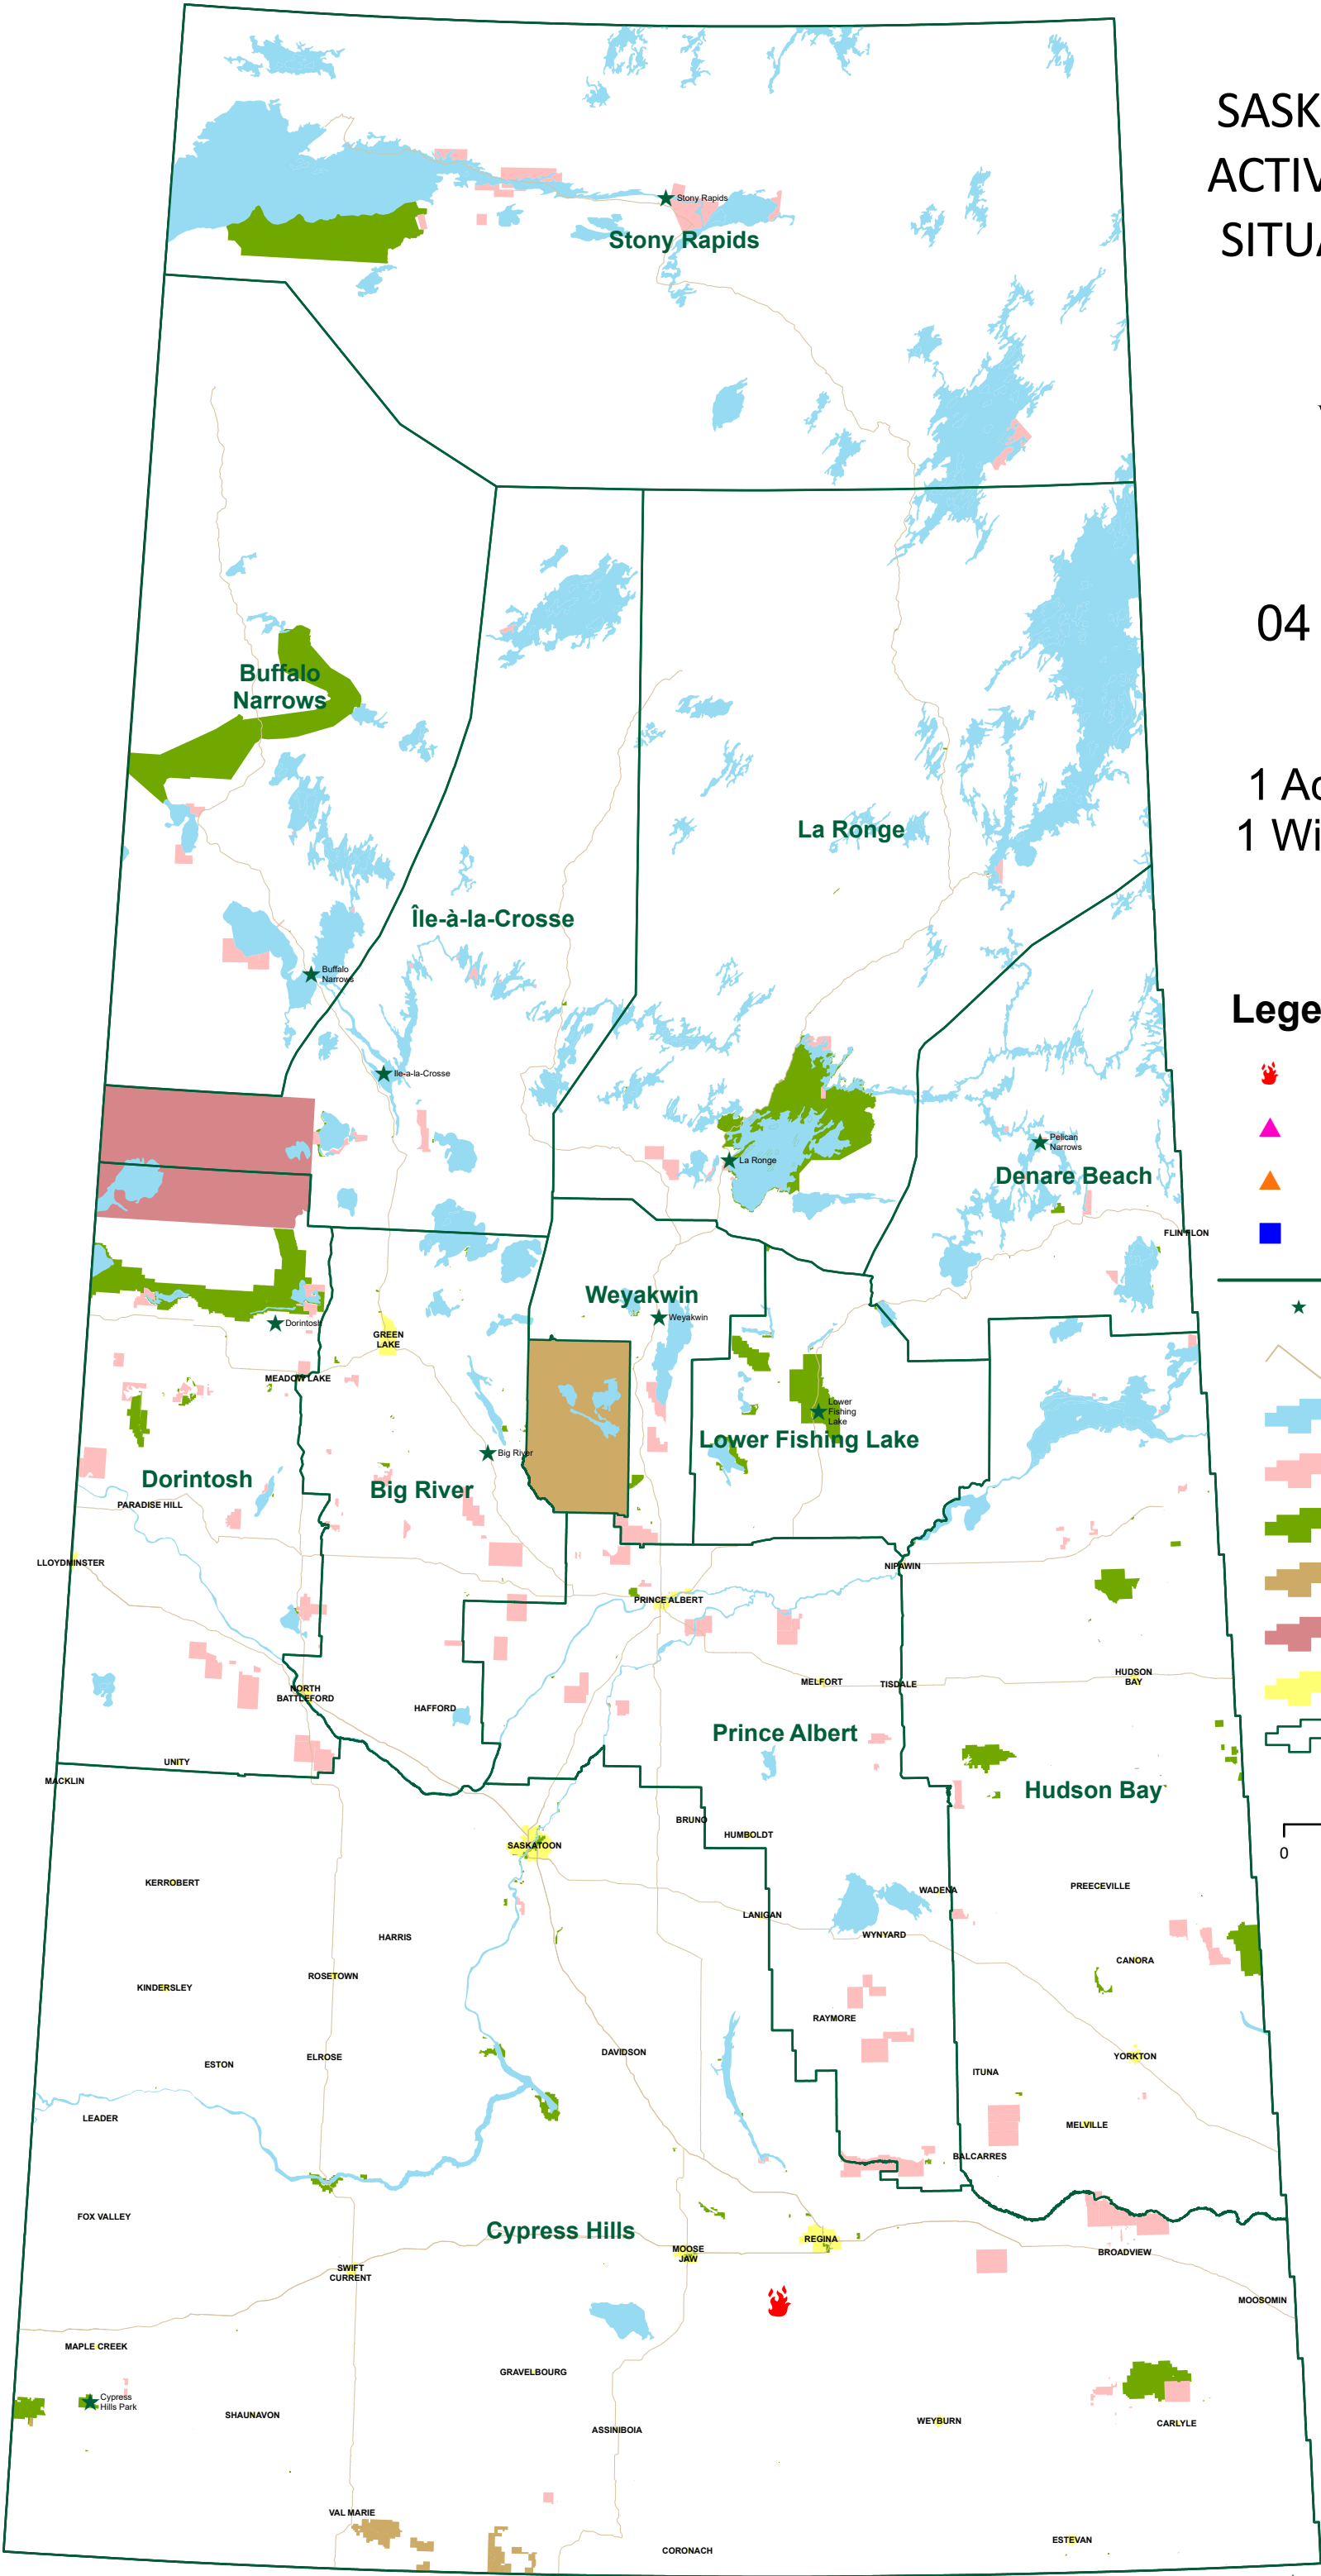 SASK
ACTIV
SITUA
04
1 Ac
1 Wi
Lege
0
Stony Rapids
Stony Rapids
Buffalo
Narrows
La Ronge
Île-à-la-Crosse
Buffalo
Narrows
Ile-a-la-Crosse
Pelican
Narrows
La Ronge
Denare Beach
FLIN FLON
Weyakwin
Weyakwin
Dorintosh
GREEN
LAKE
MEADOW LAKE
Lower
Fishing
Lake
Lower Fishing Lake
Big River
Dorintosh
Big River
PARADISE HILL
LLOYDMINSTER
NIPAWIN
PRINCE ALBERT
HUDSON
BAY
MELFORT
TISDALE
NORTH
BATTLEFORD
HAFFORD
Prince Albert
UNITY
MACKLIN
Hudson Bay
BRUNO
HUMBOLDT
SASKATOON
KERROBERT
PREECEVILLE
WADENA
LANIGAN
WYNYARD
HARRIS
CANORA
ROSETOWN
KINDERSLEY
RAYMORE
DAVIDSON
YORKTON
ELROSE
ESTON
ITUNA
LEADER
MELVILLE
BALCARRES
FOX VALLEY
Cypress Hills
REGINA
MOOSE
JAW
BROADVIEW
SWIFT
CURRENT
MOOSOMIN
MAPLE CREEK
GRAVELBOURG
Cypress
Hills Park
SHAUNAVON
WEYBURN
CARLYLE
ASSINIBOIA
VAL MARIE
ESTEVAN
CORONACH